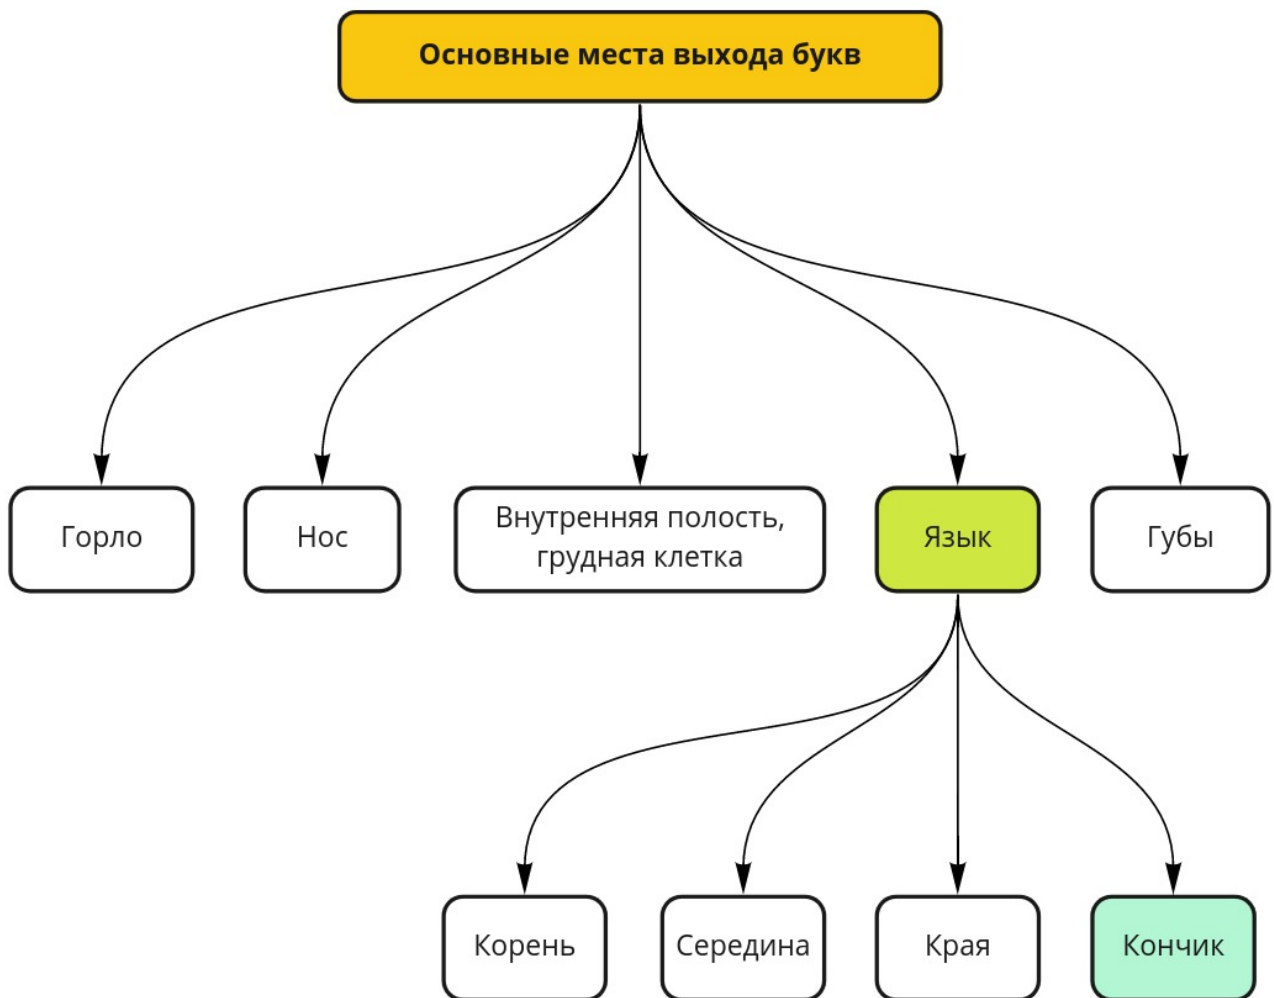 Основные места выхода букв
Горло
Нос
Внутренняя полость,
грудная клетка
Язык
Губы
Корень
Середина
Края
Кончик